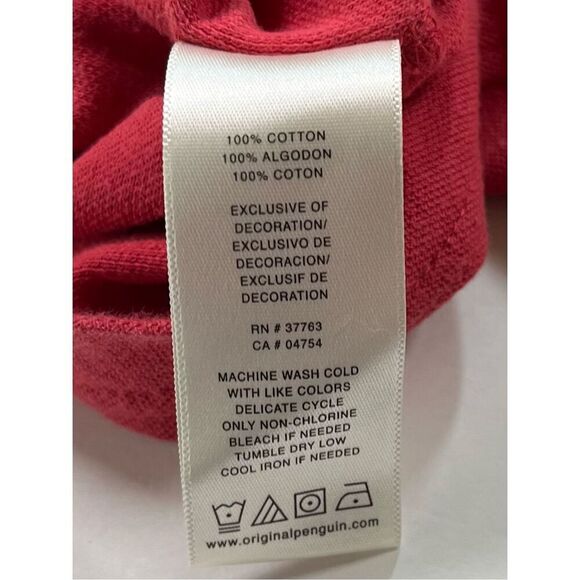 100% COTTON
100% ALGODON
100% COTON
EXCLUSIVE OF
DECORATION/
EXCLUSIVO DE
DECORACION/
EXCLUSIF DE
DECORATION
RN # 37763
CA # 04754
MACHINE WASH COLD
WITH LIKE COLORS
DELICATE CYCLE
ONLY NON-CHLORINE
BLEACH IF NEEDED
TUMBLE DRY LOW
COOL IRON IF NEEDED
www.originalpenguin.com